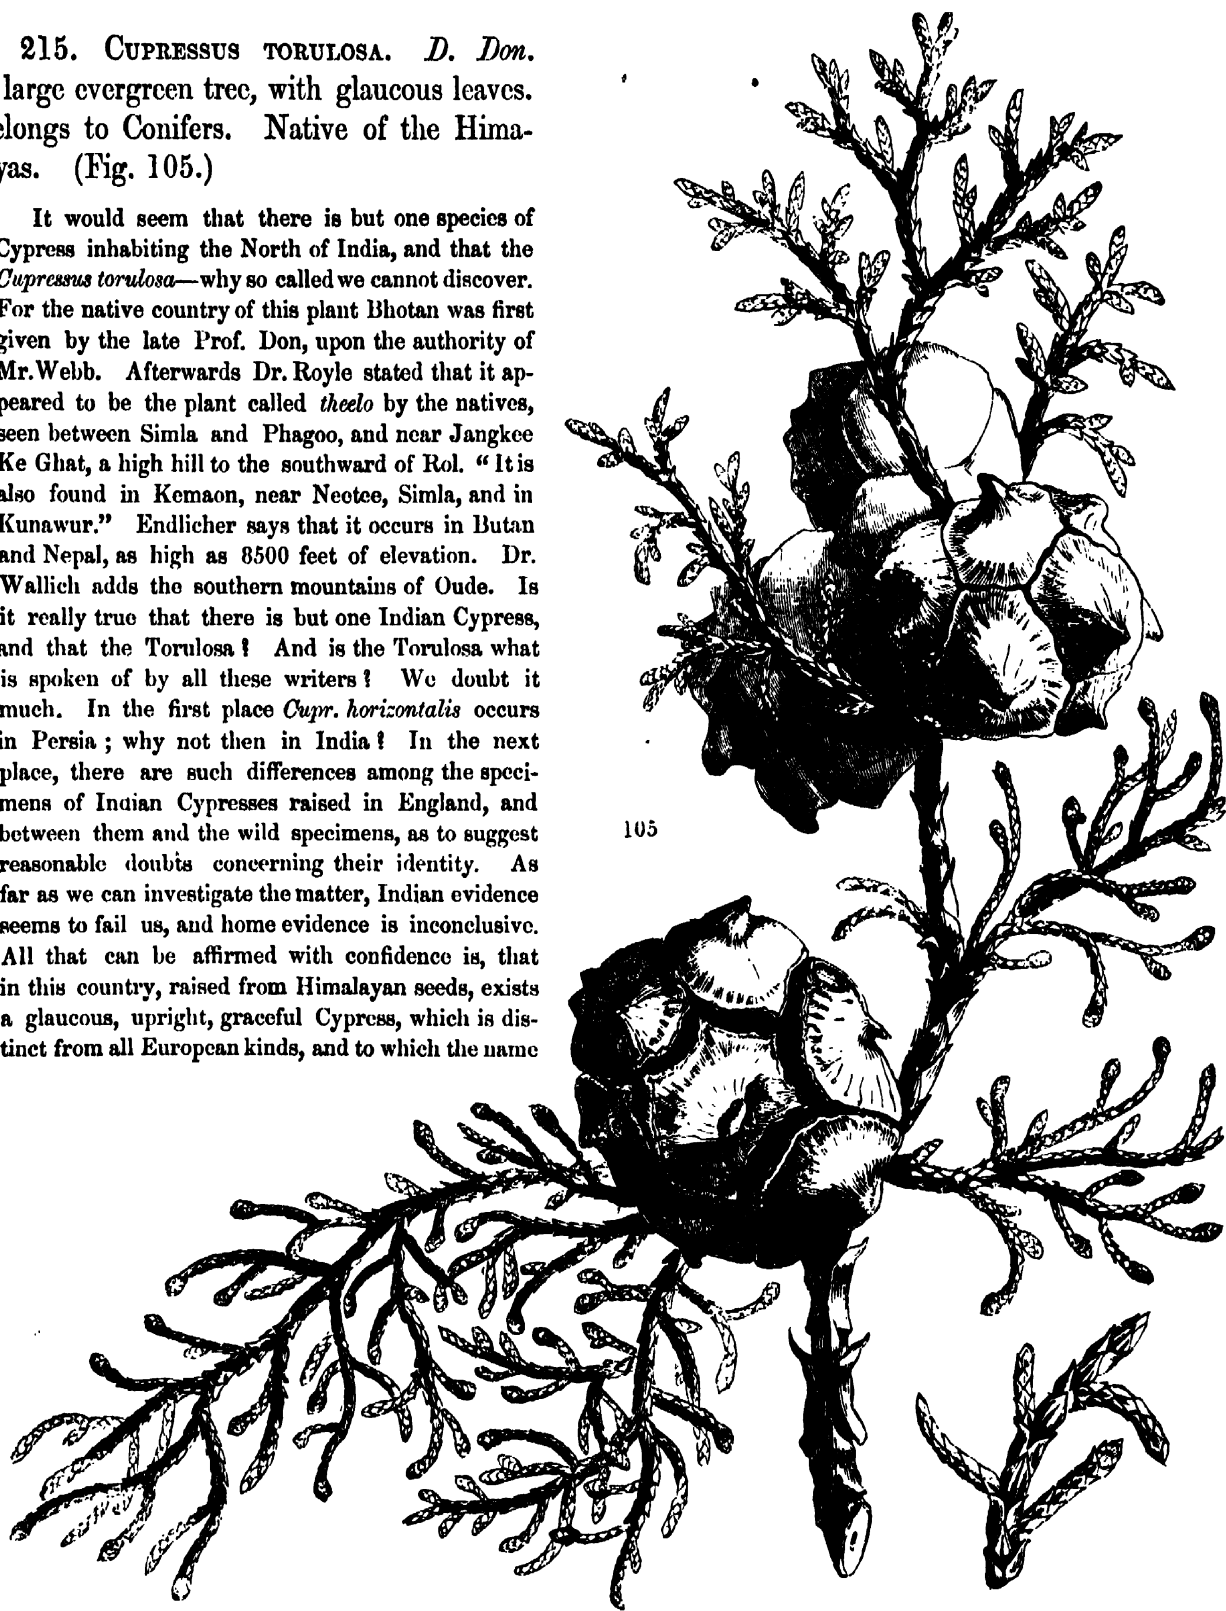 215. CUPRESSUS TORULOSA. D. Don.
large evergreen tree, with glaucous leaves.
elongs to Conifers. Native of the Hima-
yas. (Fig. 105.)
It would seem that there is but one species of
Cypress inhabiting the North of India, and that the
Cupressus torulosa—why so called we cannot discover.
For the native country of this plant Bhotan was first
given by the late Prof. Don, upon the authority of
Mr. Webb. Afterwards Dr. Royle stated that it ap-
peared to be the plant called theelo by the natives,
seen between Simla and Phagoo, and near Jangkee
Ke Ghat, a high hill to the southward of Rol. “It is
also found in Kemaon, near Neetee, Simla, and in
Kunawur.” Endlicher says that it occurs in Butan
and Nepal, as high as 8500 feet of elevation. Dr.
Wallich adds the southern mountains of Oude. Is
it really true that there is but one Indian Cypress,
and that the Torulosa? And is the Torulosa what
is spoken of by all these writers? We doubt it
much. In the first place Cupr. horizontalis occurs
in Persia; why not then in India? In the next
place, there are such differences among the speci-
mens of Indian Cypresses raised in England, and
between them and the wild specimens, as to suggest
reasonable doubts concerning their identity. As
far as we can investigate the matter, Indian evidence
seems to fail us, and home evidence is inconclusive.
All that can be affirmed with confidence is, that
in this country, raised from Himalayan seeds, exists
a glaucous, upright, graceful Cypress, which is dis-
tinct from all European kinds, and to which the name
105